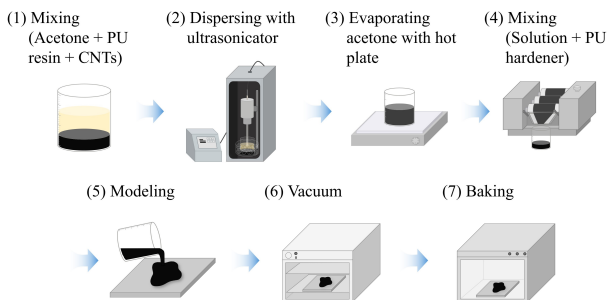 (1) Mixing
(Acetone + PU
resin + CNTs)
(2) Dispersing with
ultrasonicator
(3) Evaporating
acetone with hot
plate
(4) Mixing
(Solution + PU
hardener)
(5) Modeling
(6) Vacuum
(7) Baking